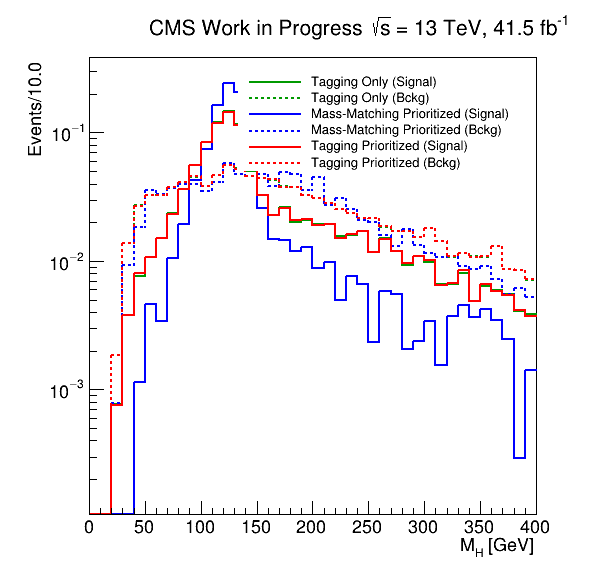 CMS Work in Progress √s = 13 TeV, 41.5 fb⁻¹
Events/10.0
Tagging Only (Signal)
Tagging Only (Bckg)
Mass-Matching Prioritized (Signal)
Mass-Matching Prioritized (Bckg)
Tagging Prioritized (Signal)
Tagging Prioritized (Bckg)
10⁻¹
10⁻²
10⁻³
0 50 100 150 200 250 300 350 400
M_H [GeV]